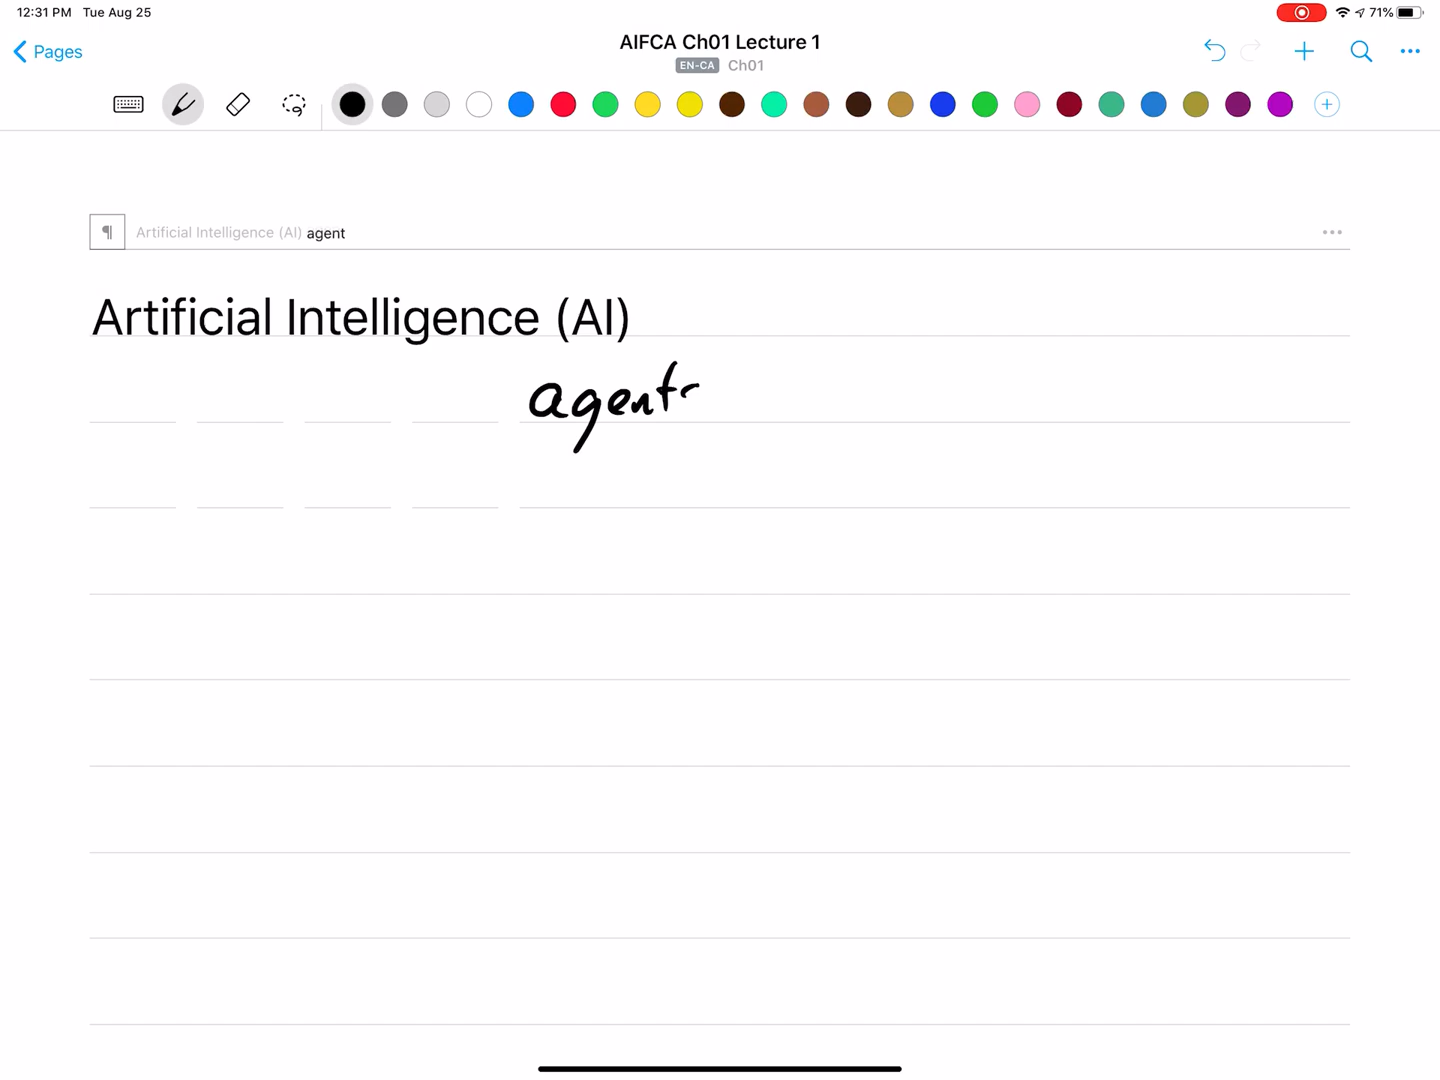 12:31 PM Tue Aug 25 71%
Pages
AIFCA Ch01 Lecture 1
EN-CA Ch01
Artificial Intelligence (AI) agent
Artificial Intelligence (AI)
agent